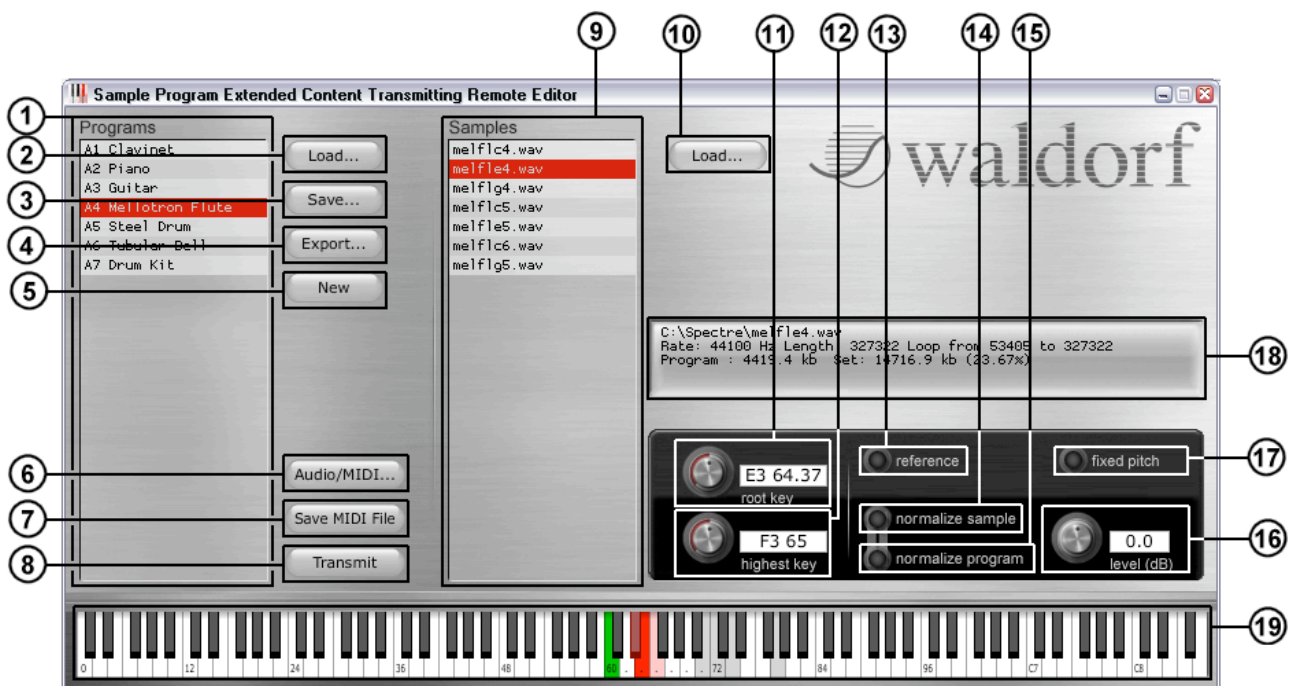 9 10 11 12 13 14 15
Sample Program Extended Content Transmitting Remote Editor
1
Programs
A1 Clavinet
A2 Piano
A3 Guitar
A4 Mellotron Flute
A5 Steel Drum
A6 Tubular Bell
A7 Drum Kit
2
Load...
3
Save...
4
Export...
5
New
6
Audio/MIDI...
7
Save MIDI File
8
Transmit
Samples
melflc4.wav
melfle4.wav
melflg4.wav
melflc5.wav
melfle5.wav
melflc6.wav
melflg5.wav
Load...
waldorf
C:\Spectre\melfle4.wav
Rate: 44100 Hz Length: 327322 Loop from 53405 to 327322
Program : 4419.4 kb Set: 14716.9 kb (23.67%)
18
E3 64.37
root key
reference
fixed pitch
17
F3 65
highest key
normalize sample
normalize program
0.0
level (dB)
16
0 12 24 36 48 60 . . . . . . 72 84 96 C7 C8
19